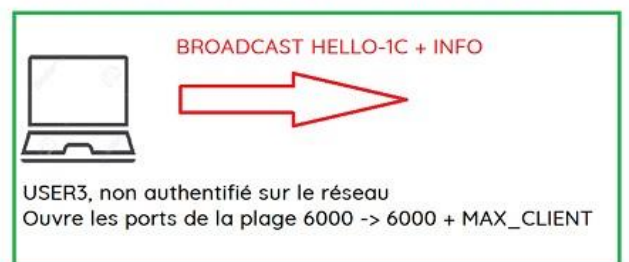 BROADCAST HELLO-1C + INFO
USER3, non authentifié sur le réseau
Ouvre les ports de la plage 6000 -> 6000 + MAX_CLIENT